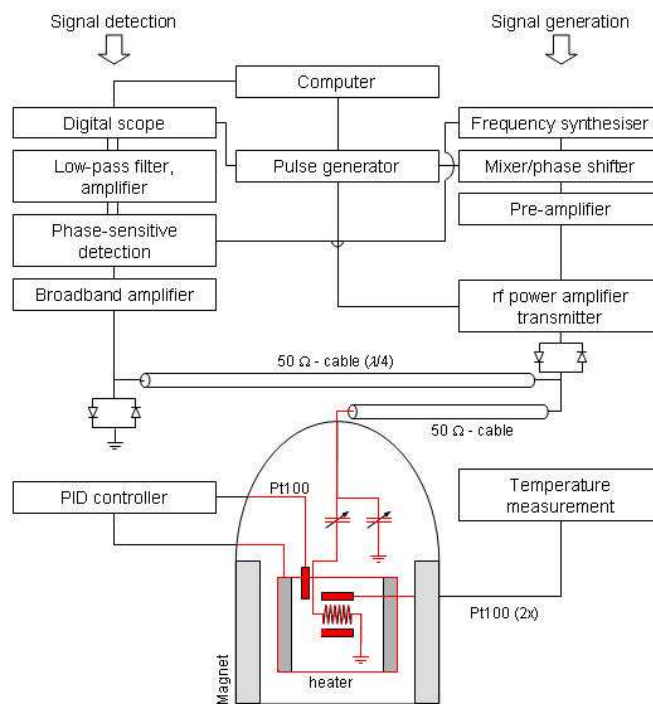 Signal detection
Signal generation
Computer
Digital scope
Frequency synthesiser
Low-pass filter,
amplifier
Pulse generator
Mixer/phase shifter
Pre-amplifier
Phase-sensitive
detection
Broadband amplifier
rf power amplifier
transmitter
50 Ω - cable (λ/4)
50 Ω - cable
PID controller
Pt100
Temperature
measurement
Pt100 (2x)
Magnet
heater